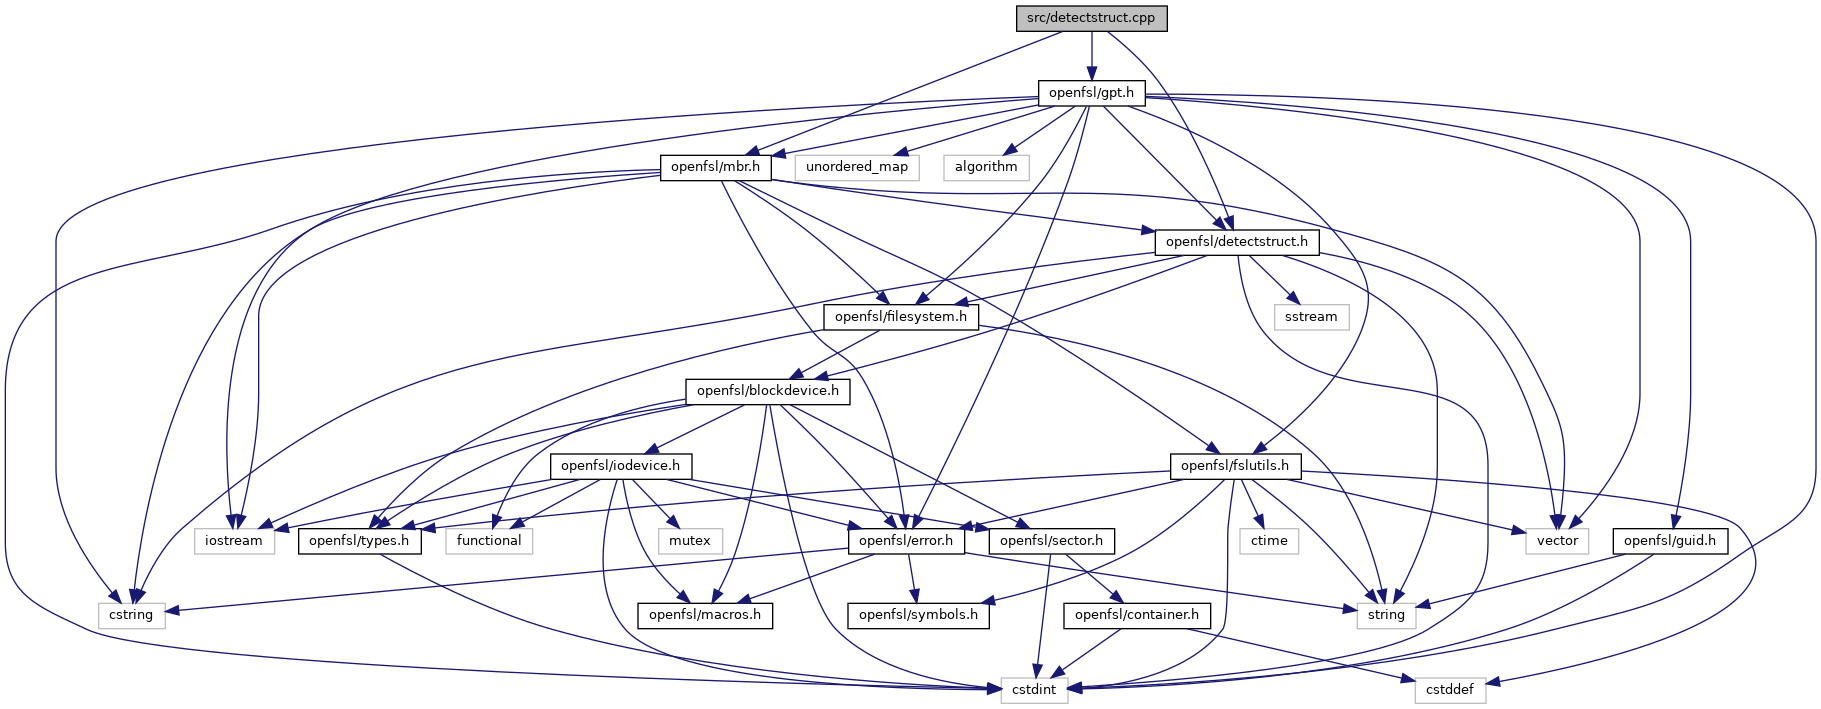 src/detectstruct.cpp
openfsl/gpt.h
openfsl/mbr.h
unordered_map
algorithm
openfsl/detectstruct.h
openfsl/filesystem.h
sstream
openfsl/blockdevice.h
openfsl/iodevice.h
openfsl/fslutils.h
iostream
openfsl/types.h
functional
mutex
openfsl/error.h
openfsl/sector.h
ctime
vector
openfsl/guid.h
cstring
openfsl/macros.h
openfsl/symbols.h
openfsl/container.h
string
cstdint
cstddef